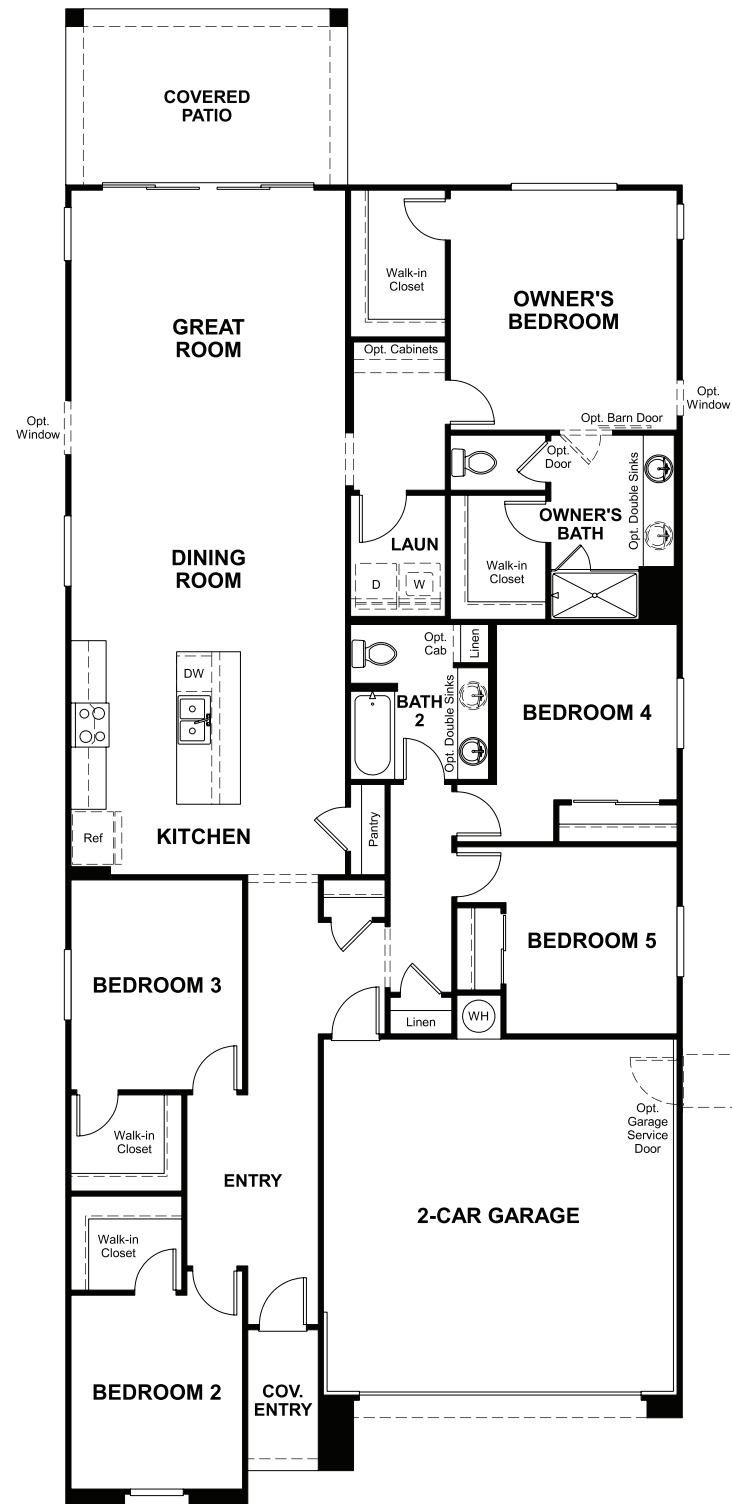 COVERED
PATIO
Walk-in
Closet
OWNER'S
BEDROOM
GREAT
ROOM
Opt. Cabinets
Opt.
Window
Opt. Barn Door
Opt.
Window
Opt.
Door
Opt. Double Sinks
OWNER'S
BATH
LAUN
DINING
ROOM
D
W
Walk-in
Closet
Opt.
Cab
Linen
DW
BATH
2
Opt. Double Sinks
BEDROOM 4
Ref
KITCHEN
Pantry
BEDROOM 5
BEDROOM 3
Linen
WH
Opt.
Garage
Service
Door
Walk-in
Closet
ENTRY
2-CAR GARAGE
Walk-in
Closet
BEDROOM 2
COV.
ENTRY